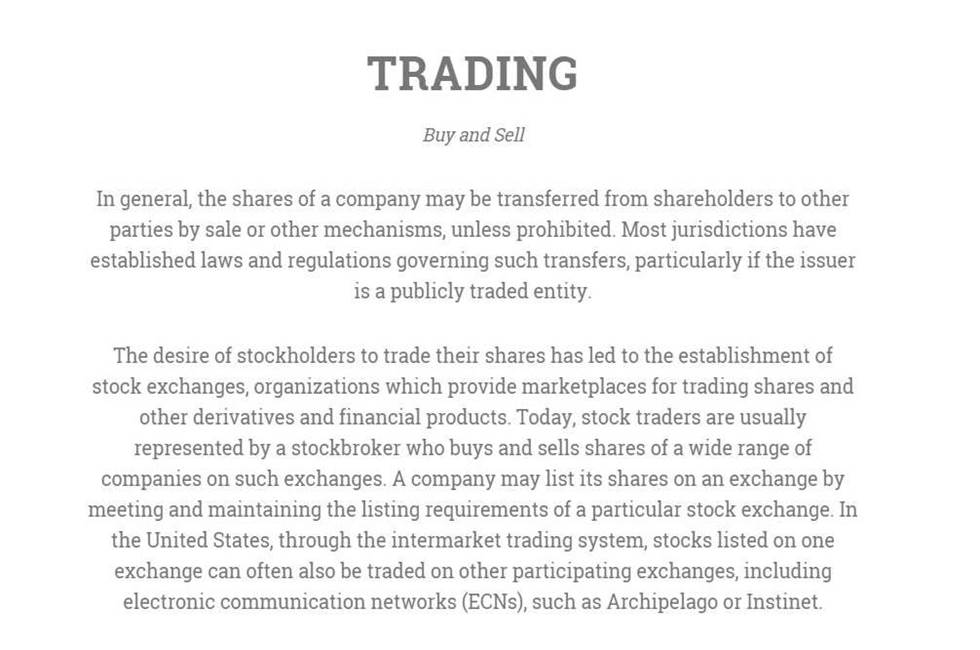 TRADING
Buy and Sell
In general, the shares of a company may be transferred from shareholders to other
parties by sale or other mechanisms, unless prohibited. Most jurisdictions have
established laws and regulations governing such transfers, particularly if the issuer
is a publicly traded entity.
The desire of stockholders to trade their shares has led to the establishment of
stock exchanges, organizations which provide marketplaces for trading shares and
other derivatives and financial products. Today, stock traders are usually
represented by a stockbroker who buys and sells shares of a wide range of
companies on such exchanges. A company may list its shares on an exchange by
meeting and maintaining the listing requirements of a particular stock exchange. In
the United States, through the intermarket trading system, stocks listed on one
exchange can often also be traded on other participating exchanges, including
electronic communication networks (ECNs), such as Archipelago or Instinet.